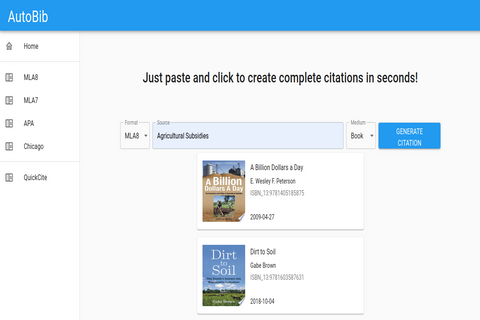 AutoBib
Home
MLA8
MLA7
APA
Chicago
QuickCite
Just paste and click to create complete citations in seconds!
Format
MLA8
Source
Agricultural Subsidies
Medium
Book
GENERATE
CITATION
A Billion
Dollars A Day
A Billion Dollars a Day
E. Wesley F. Peterson
ISBN_13:9781405185875
2009-04-27
Dirt
to
Soil
Gabe Brown
Dirt to Soil
Gabe Brown
ISBN_13:9781603587631
2018-10-04